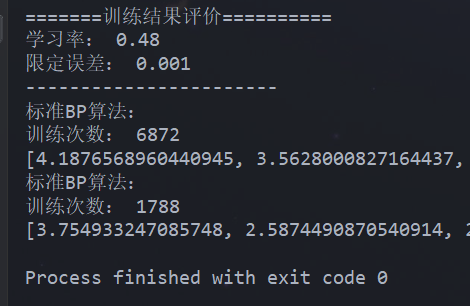 =======训练结果评价==========
学习率： 0.48
限定误差： 0.001
-----------------------
标准BP算法：
训练次数： 6872
[4.1876568960440945, 3.5628000827164437,
标准BP算法：
训练次数： 1788
[3.754933247085748, 2.5874490870540914, 2
Process finished with exit code 0